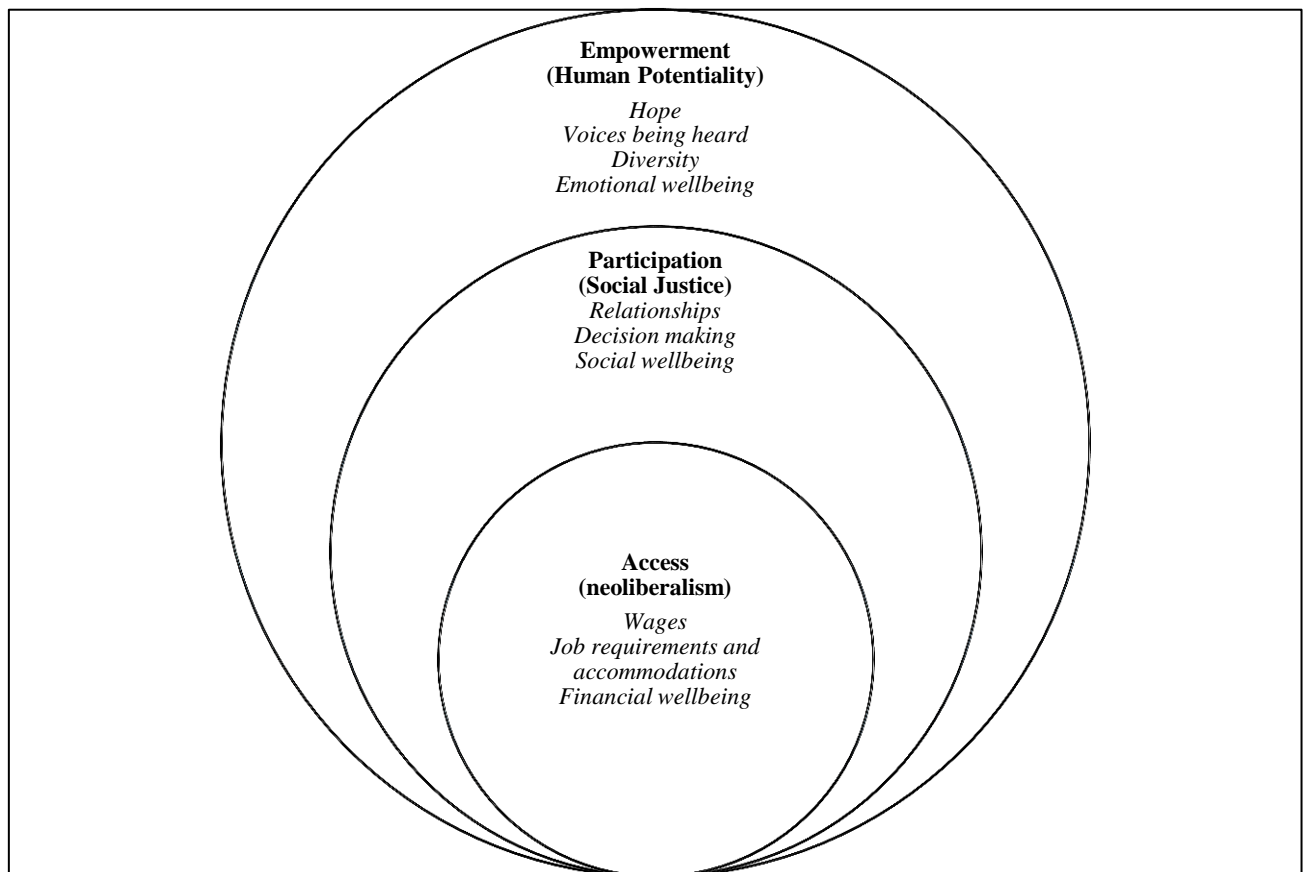 Empowerment
(Human Potentiality)
Hope
Voices being heard
Diversity
Emotional wellbeing
Participation
(Social Justice)
Relationships
Decision making
Social wellbeing
Access
(neoliberalism)
Wages
Job requirements and
accommodations
Financial wellbeing